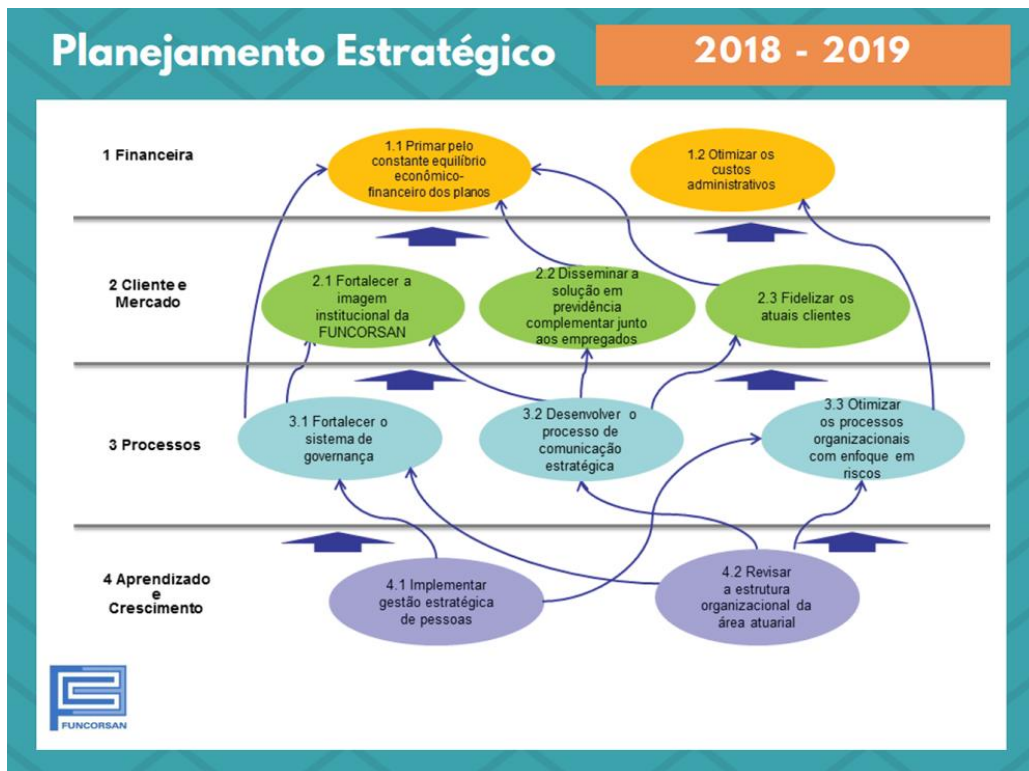 Planejamento Estratégico
2018 - 2019
1 Financeira
1.1 Primar pelo
constante equilíbrio
econômico-
financeiro dos planos
1.2 Otimizar os
custos
administrativos
2 Cliente e
Mercado
2.1 Fortalecer a
imagem
institucional da
FUNCORSAN
2.2 Disseminar a
solução em
previdência
complementar junto
aos empregados
2.3 Fidelizar os
atuais clientes
3 Processos
3.1 Fortalecer o
sistema de
governança
3.2 Desenvolver o
processo de
comunicação
estratégica
3.3 Otimizar
os processos
organizacionais
com enfoque em
riscos
4 Aprendizado
e
Crescimento
4.1 Implementar
gestão estratégica
de pessoas
4.2 Revisar
a estrutura
organizacional da
área atuarial
FUNCORSAN